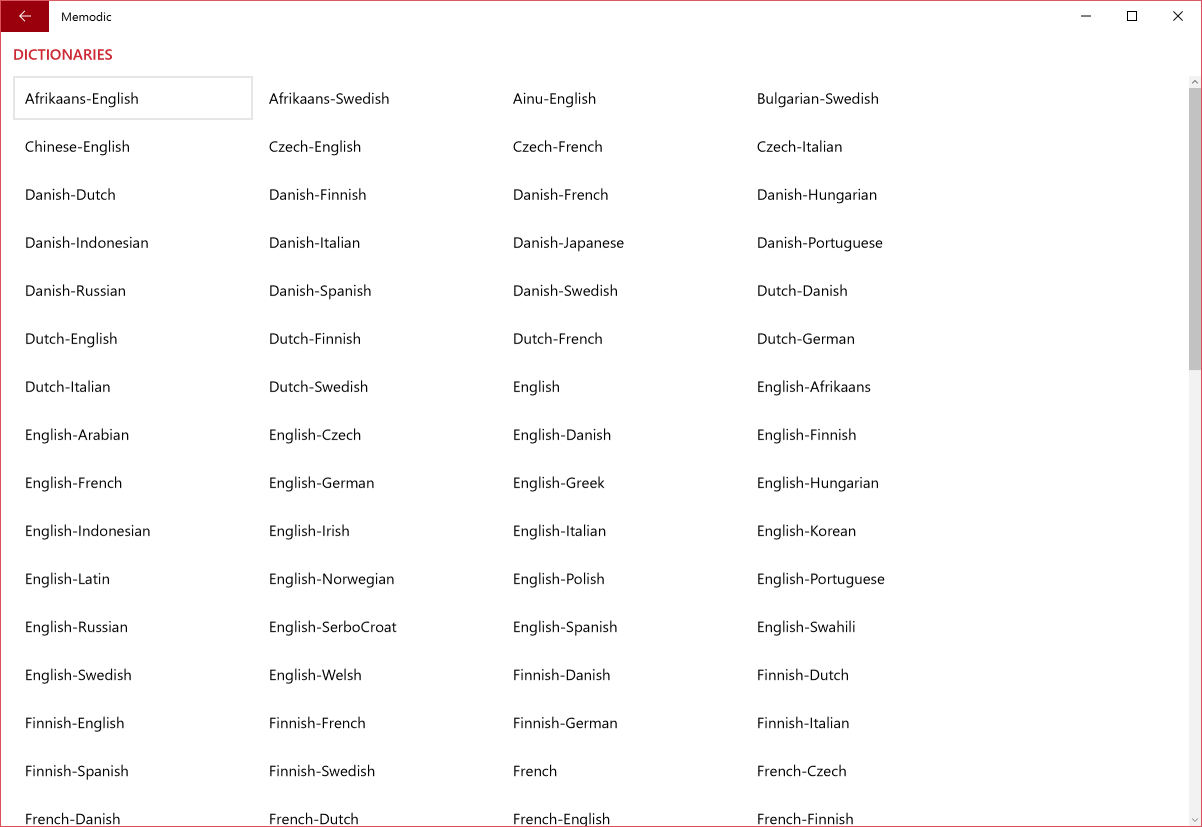 Memodic
DICTIONARIES
Afrikaans-English Afrikaans-Swedish Ainu-English Bulgarian-Swedish
Chinese-English Czech-English Czech-French Czech-Italian
Danish-Dutch Danish-Finnish Danish-French Danish-Hungarian
Danish-Indonesian Danish-Italian Danish-Japanese Danish-Portuguese
Danish-Russian Danish-Spanish Danish-Swedish Dutch-Danish
Dutch-English Dutch-Finnish Dutch-French Dutch-German
Dutch-Italian Dutch-Swedish English English-Afrikaans
English-Arabian English-Czech English-Danish English-Finnish
English-French English-German English-Greek English-Hungarian
English-Indonesian English-Irish English-Italian English-Korean
English-Latin English-Norwegian English-Polish English-Portuguese
English-Russian English-SerboCroat English-Spanish English-Swahili
English-Swedish English-Welsh Finnish-Danish Finnish-Dutch
Finnish-English Finnish-French Finnish-German Finnish-Italian
Finnish-Spanish Finnish-Swedish French French-Czech
French-Danish French-Dutch French-English French-Finnish